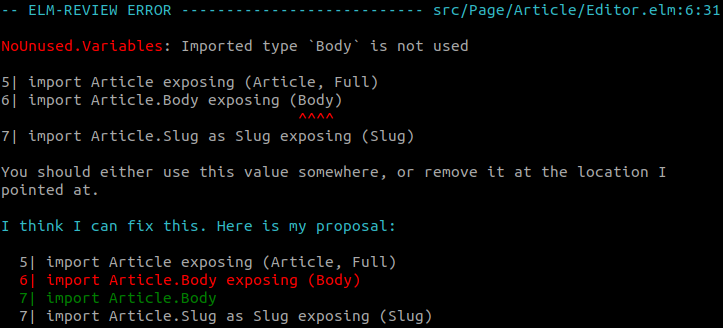 -- ELM-REVIEW ERROR --------------------------- src/Page/Article/Editor.elm:6:31
NoUnused.Variables: Imported type `Body` is not used
5| import Article exposing (Article, Full)
6| import Article.Body exposing (Body)
^^^^
7| import Article.Slug as Slug exposing (Slug)
You should either use this value somewhere, or remove it at the location I
pointed at.
I think I can fix this. Here is my proposal:
5| import Article exposing (Article, Full)
6| import Article.Body exposing (Body)
7| import Article.Body
7| import Article.Slug as Slug exposing (Slug)